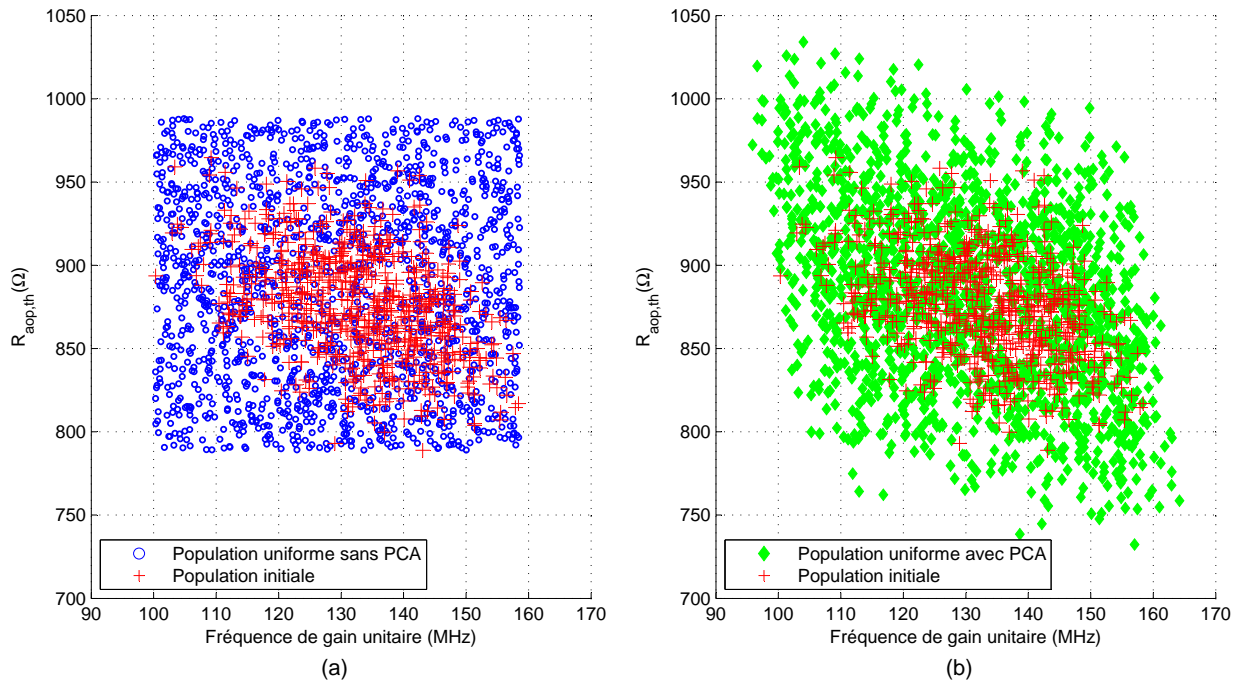 1050
1000
950
900
850
800
750
700
R_aop,th (Ω)
90 100 110 120 130 140 150 160 170
Fréquence de gain unitaire (MHz)
Population uniforme sans PCA
Population initiale
(a)
1050
1000
950
900
850
800
750
700
R_aop,th (Ω)
90 100 110 120 130 140 150 160 170
Fréquence de gain unitaire (MHz)
Population uniforme avec PCA
Population initiale
(b)